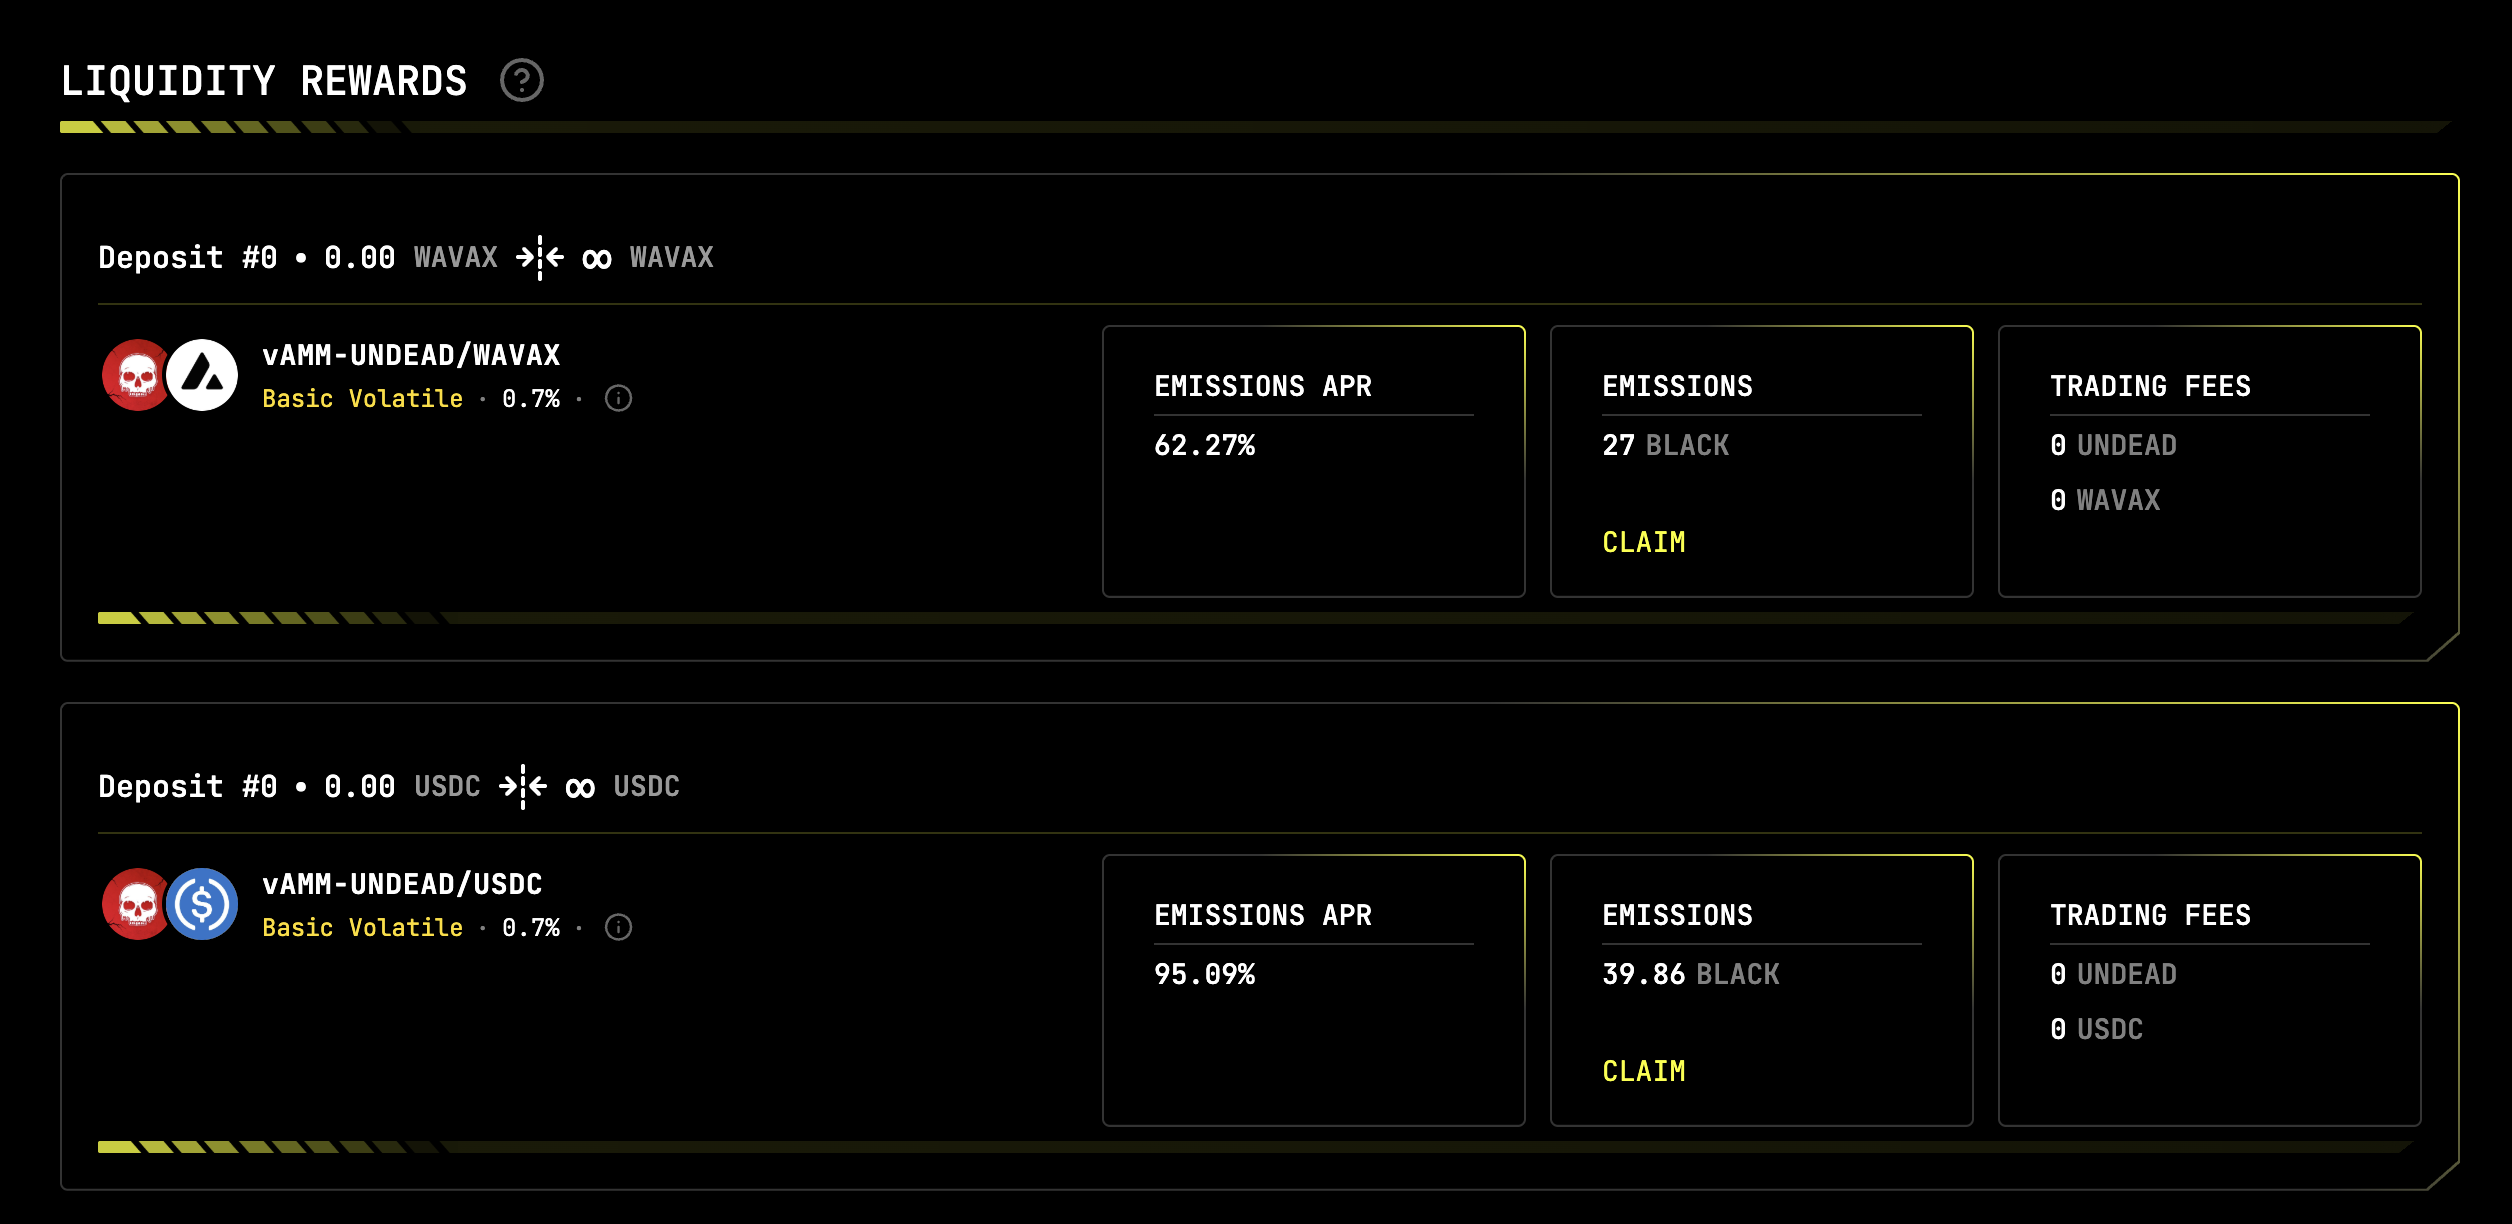 LIQUIDITY REWARDS ?
Deposit #0 • 0.00 WAVAX ∞ WAVAX
vAMM-UNDEAD/WAVAX
Basic Volatile · 0.7% ·
EMISSIONS APR
62.27%
EMISSIONS
27 BLACK
CLAIM
TRADING FEES
0 UNDEAD
0 WAVAX
Deposit #0 • 0.00 USDC ∞ USDC
vAMM-UNDEAD/USDC
Basic Volatile · 0.7% ·
EMISSIONS APR
95.09%
EMISSIONS
39.86 BLACK
CLAIM
TRADING FEES
0 UNDEAD
0 USDC